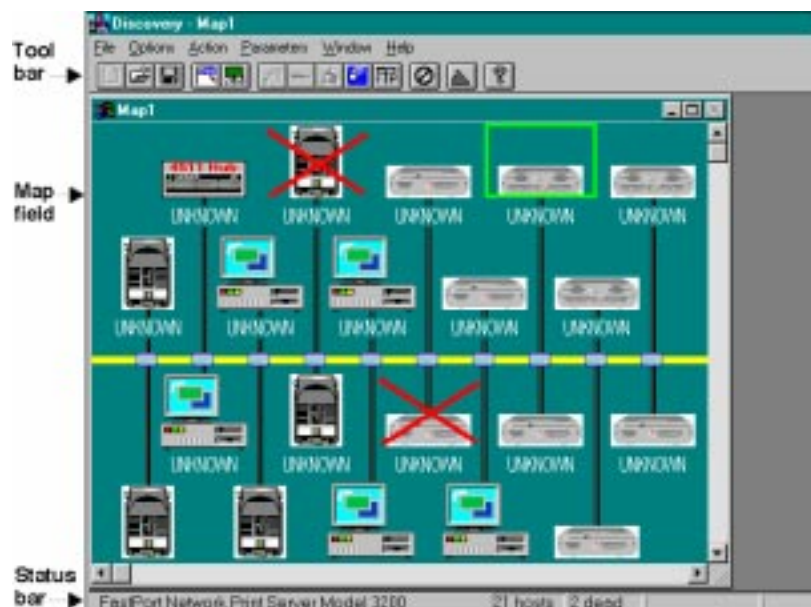 Discovery - Map1
File Options Action Parameters Window Help
Tool
bar
Map1
Map
field
4511 Hub
UNKNOWN UNKNOWN UNKNOWN UNKNOWN UNKNOWN
UNKNOWN UNKNOWN UNKNOWN UNKNOWN UNKNOWN
UNKNOWN UNKNOWN UNKNOWN UNKNOWN UNKNOWN
Status
bar
FastPort Network Print Server Model 3200 21 hosts 2 dead